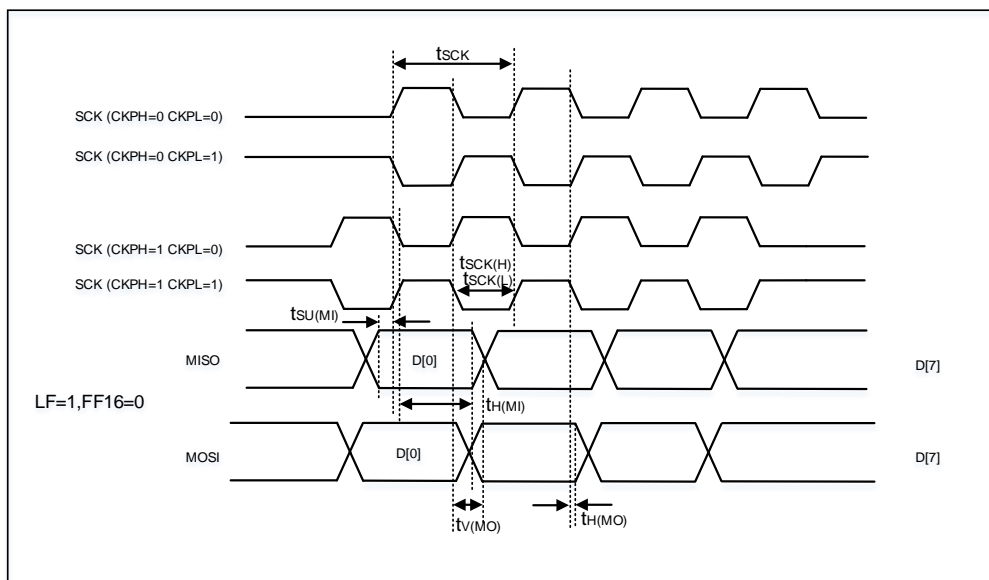 tSCK
SCK (CKPH=0 CKPL=0)
SCK (CKPH=0 CKPL=1)
SCK (CKPH=1 CKPL=0)
tSCK(H)
tSCK(L)
SCK (CKPH=1 CKPL=1)
tSU(MI)
MISO
D[0]
D[7]
LF=1,FF16=0
tH(MI)
MOSI
D[0]
D[7]
tV(MO)
tH(MO)